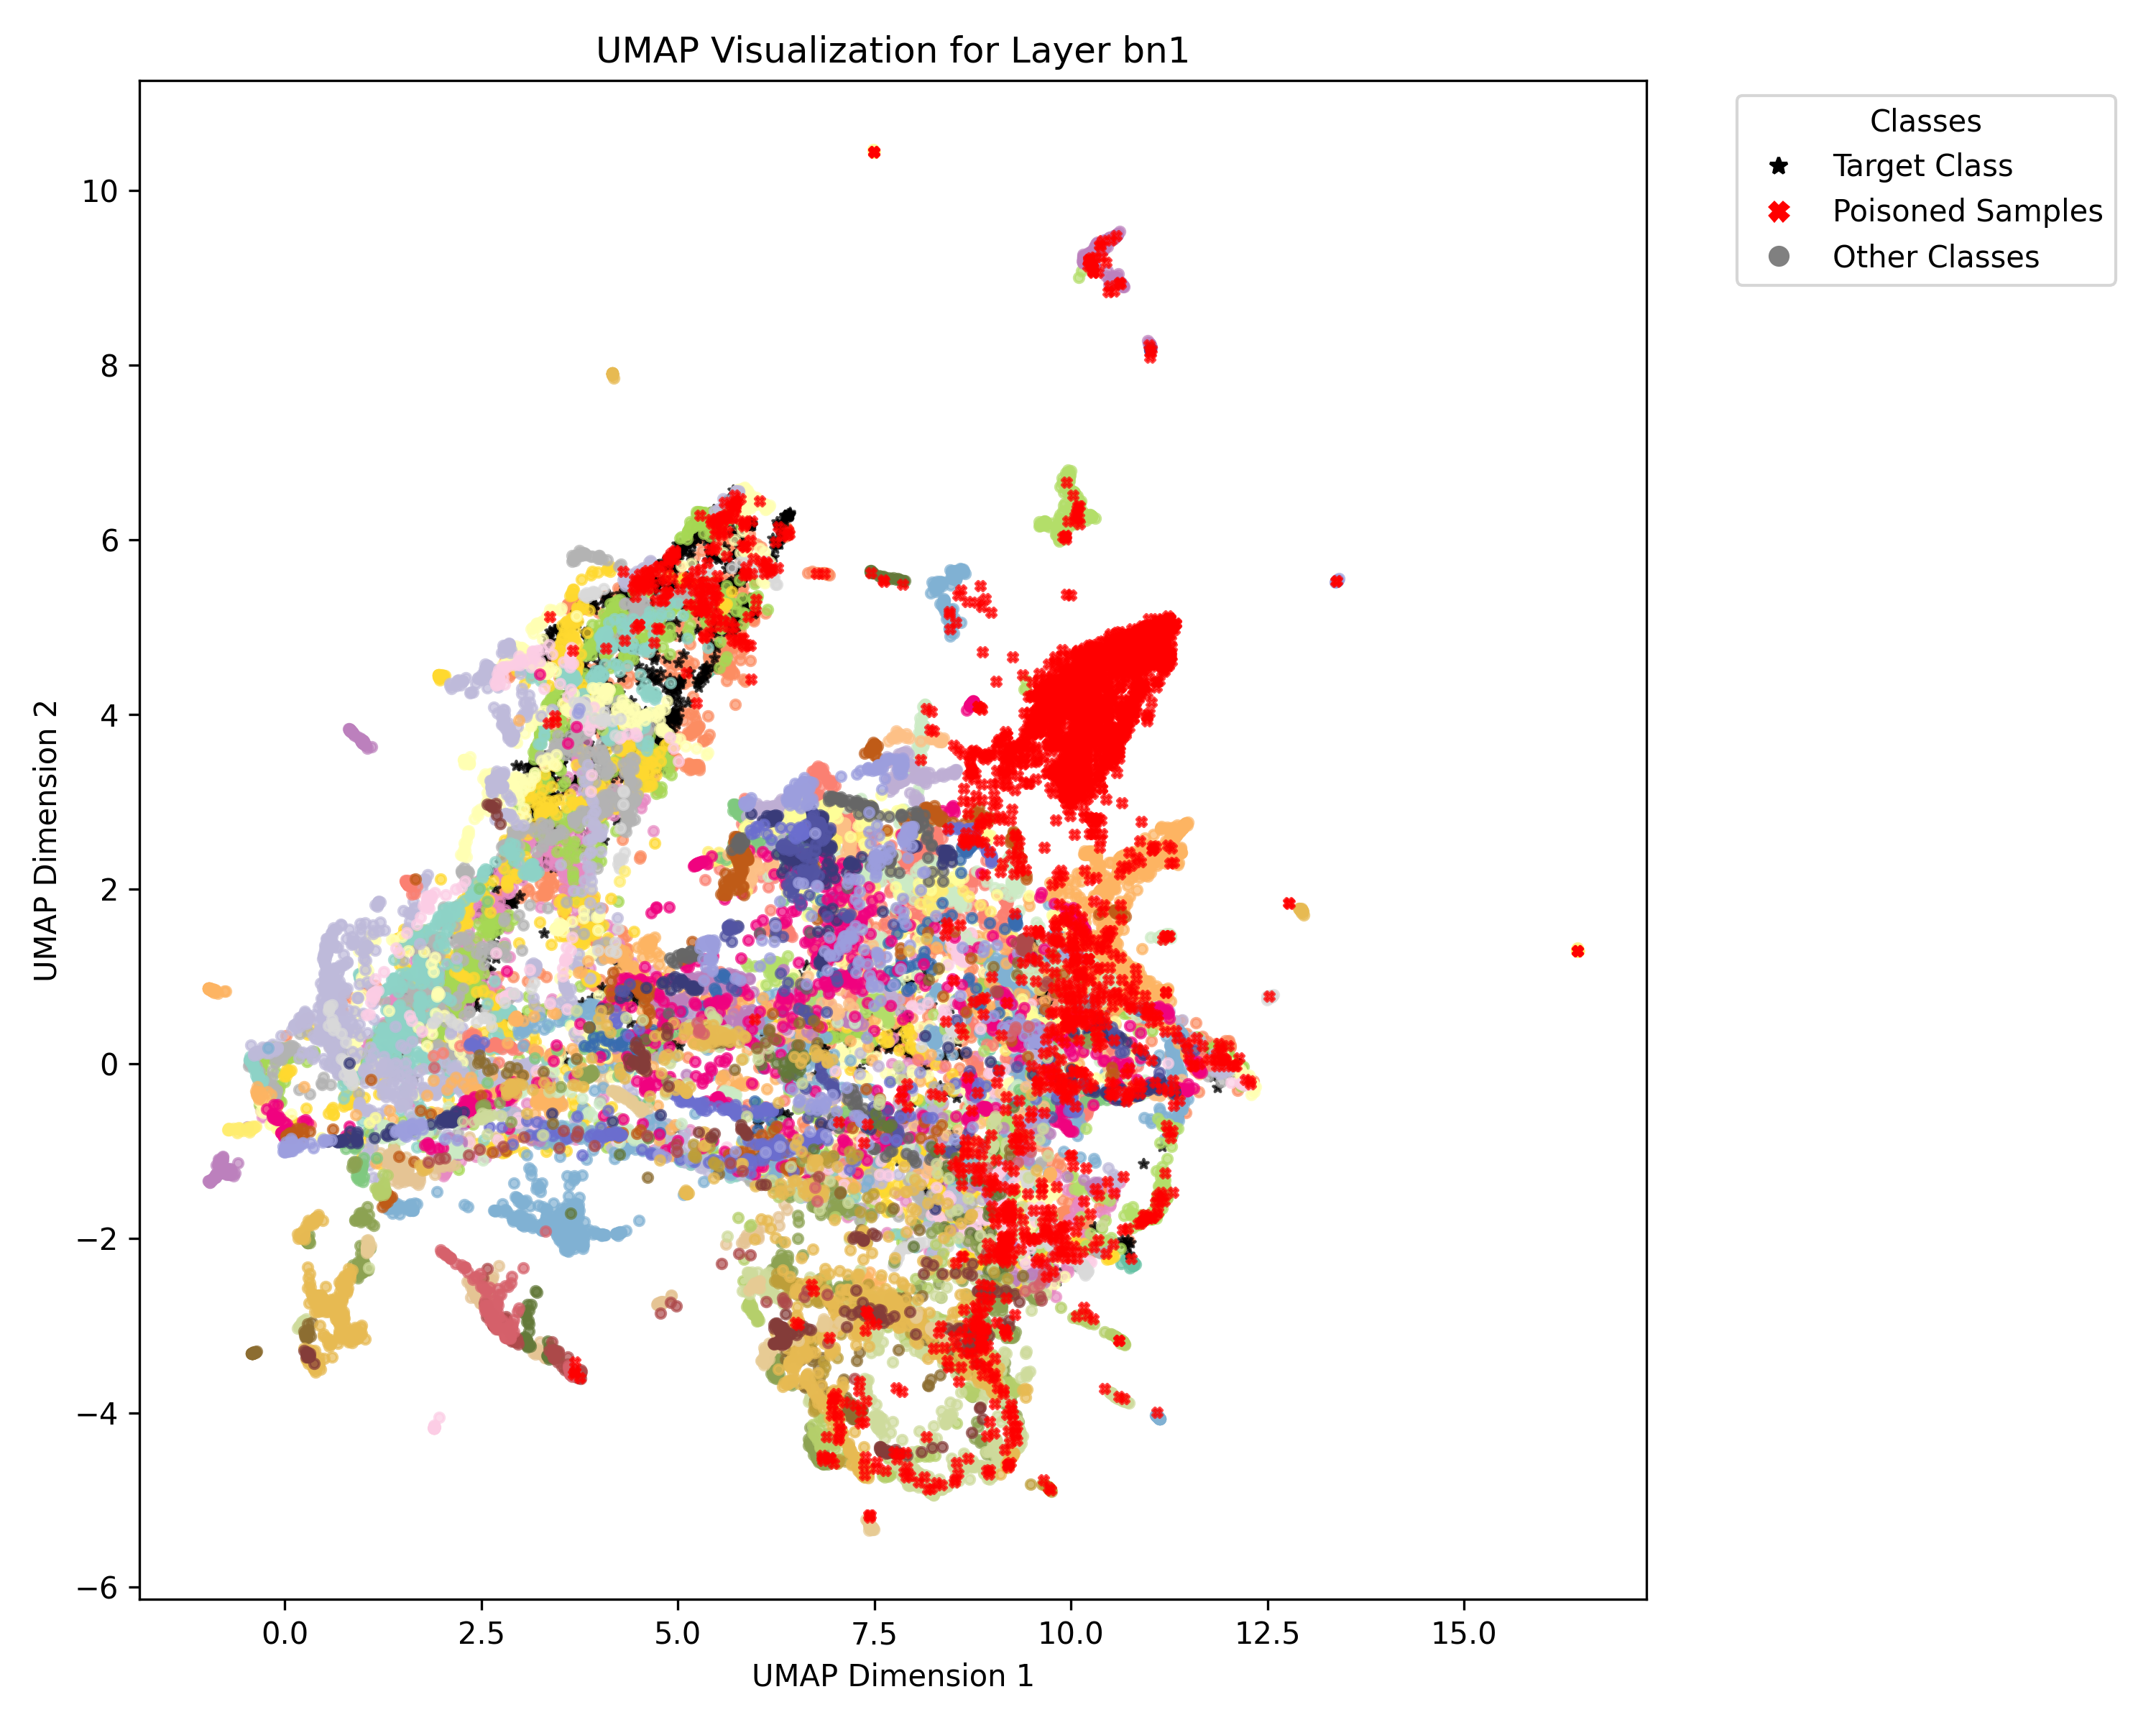 UMAP Visualization for Layer bn1
Classes
Target Class
Poisoned Samples
Other Classes
10
8
6
4
2
0
−2
−4
−6
UMAP Dimension 2
0.0 2.5 5.0 7.5 10.0 12.5 15.0
UMAP Dimension 1